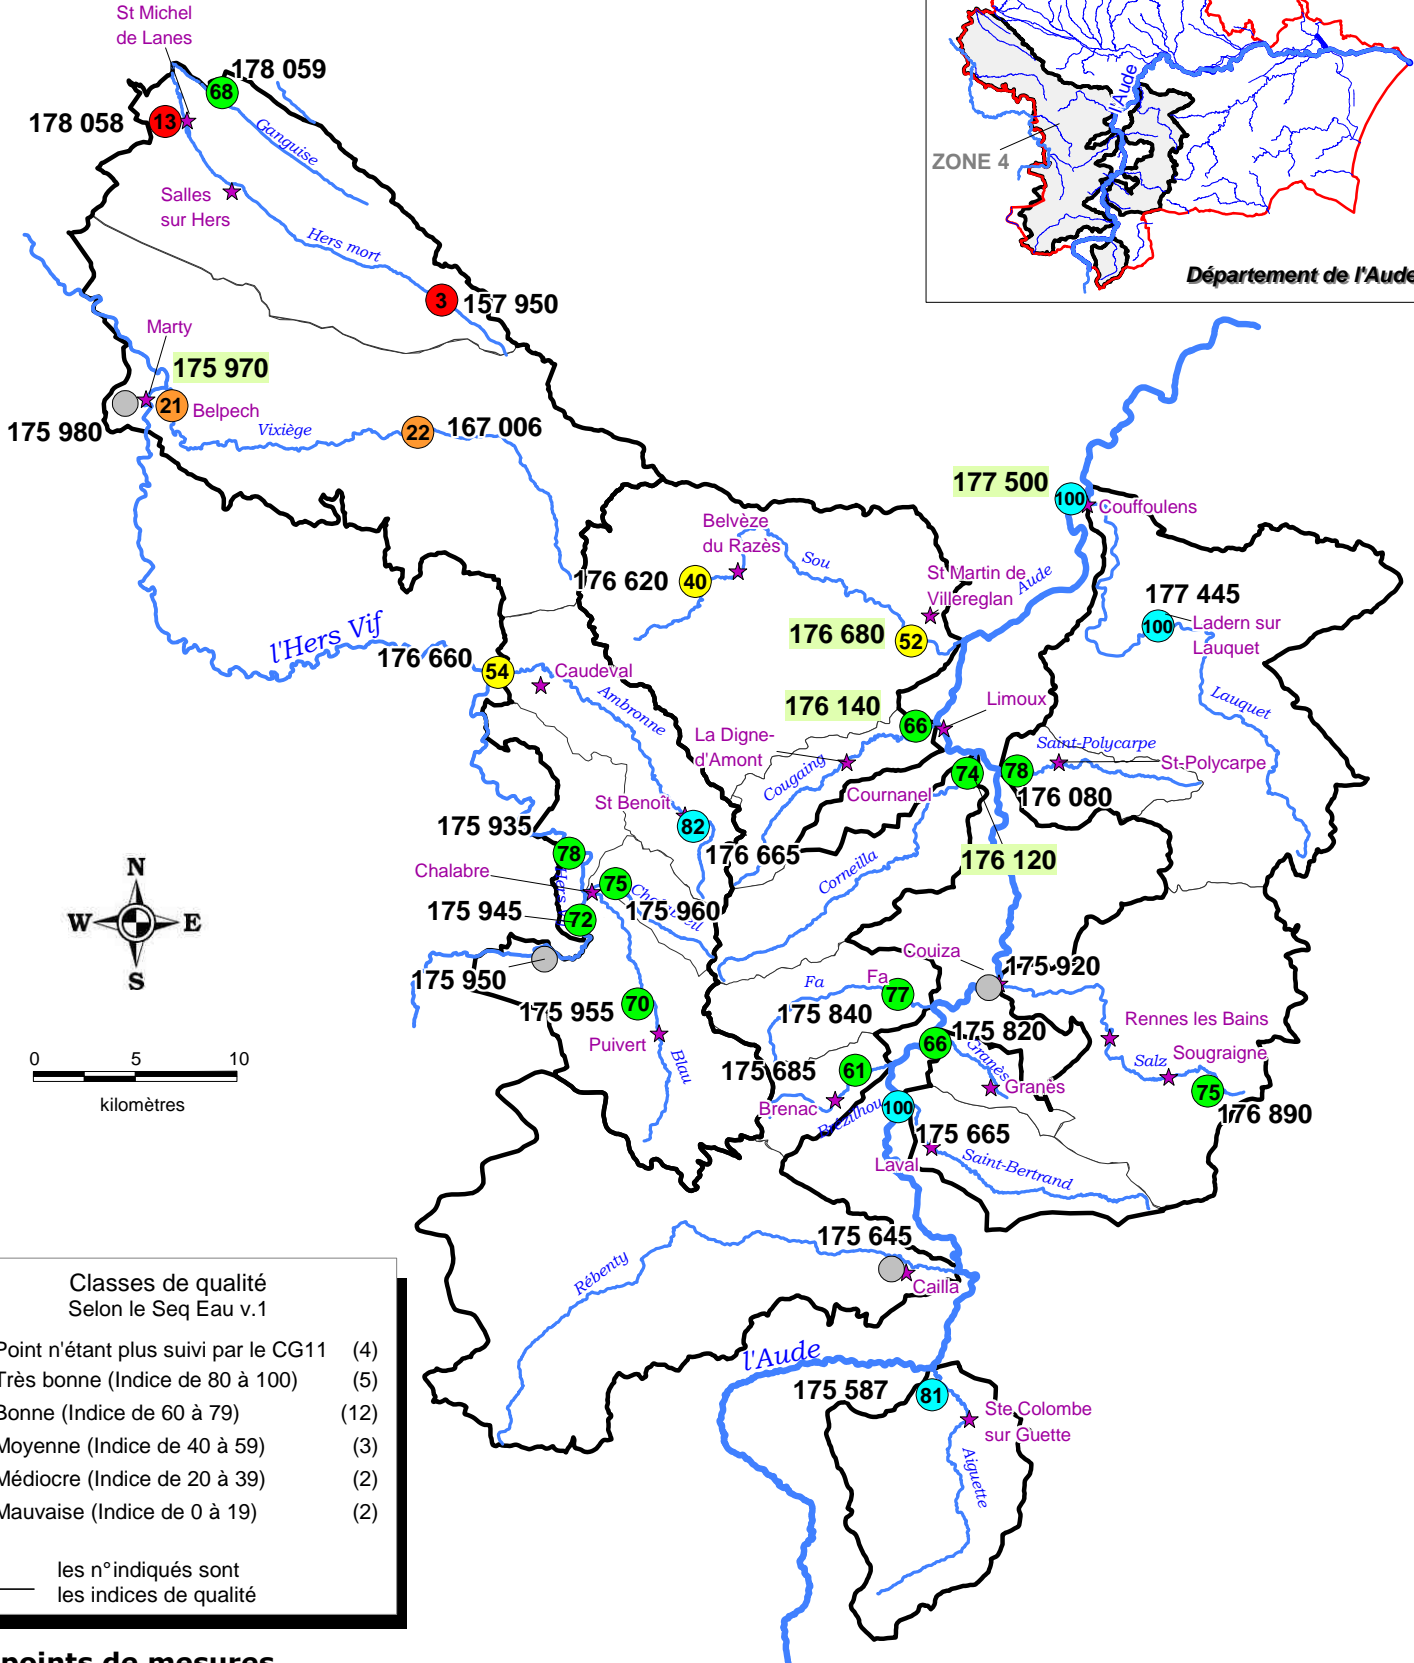 St Michel
de Lanes
178 059
68
178 058
13
Ganguise
Salles
sur Hers
Hers mort
3
157 950
l'Aude
ZONE 4
Département de l'Aude
Marty
175 970
21
Belpech
175 980
Vixiège
22
167 006
177 500
100
Couffoulens
Belvèze
du Razès
Sou
176 620
40
St Martin de
Villereglan
Aude
177 445
100
Ladern sur
Lauquet
176 680
52
l'Hers Vif
176 660
54
Caudeval
Ambronne
Lauquet
176 140
66
Limoux
La Digne-
d'Amont
Saint-Polycarpe
St-Polycarpe
Cougaing
74
78
Cournanel
176 080
St Benoît
82
176 665
175 935
78
176 120
Corneilla
Chalabre
75
175 945
72
175 960
N
W
E
S
Couiza
175 920
175 950
Fa
Fa
77
175 955
70
175 840
175 820
66
Rennes les Bains
Puivert
Blau
175 685
61
Granès
Granès
Salz
Sougraigne
75
176 890
0
5
10
kilomètres
Brenac
Brézilhou
100
175 665
Laval
Saint-Bertrand
175 645
Rébenty
Cailla
l'Aude
175 587
81
Ste Colombe
sur Guette
Aiguette
Classes de qualité
Selon le Seq Eau v.1
Point n'étant plus suivi par le CG11 (4)
Très bonne (Indice de 80 à 100) (5)
Bonne (Indice de 60 à 79) (12)
Moyenne (Indice de 40 à 59) (3)
Médiocre (Indice de 20 à 39) (2)
Mauvaise (Indice de 0 à 19) (2)
les n°indiqués sont
les indices de qualité
points de mesures